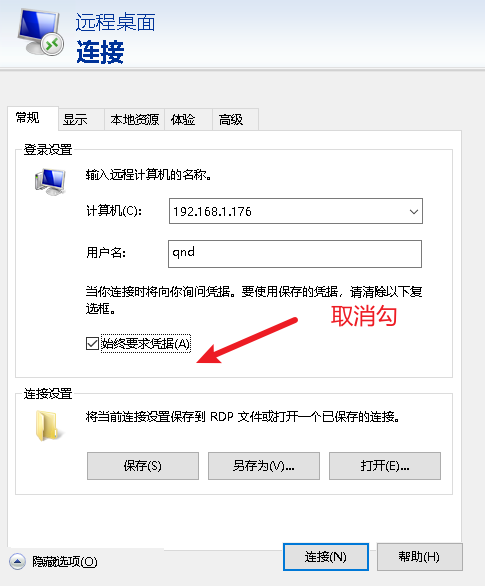 远程桌面
连接
常规
显示
本地资源
体验
高级
登录设置
输入远程计算机的名称。
计算机(C):
192.168.1.176
用户名:
qnd
当你连接时将向你询问凭据。要使用保存的凭据，请清除以下复
选框。
取消勾
始终要求凭据(A)
连接设置
将当前连接设置保存到 RDP 文件或打开一个已保存的连接。
保存(S)
另存为(V)...
打开(E)...
隐藏选项(O)
连接(N)
帮助(H)